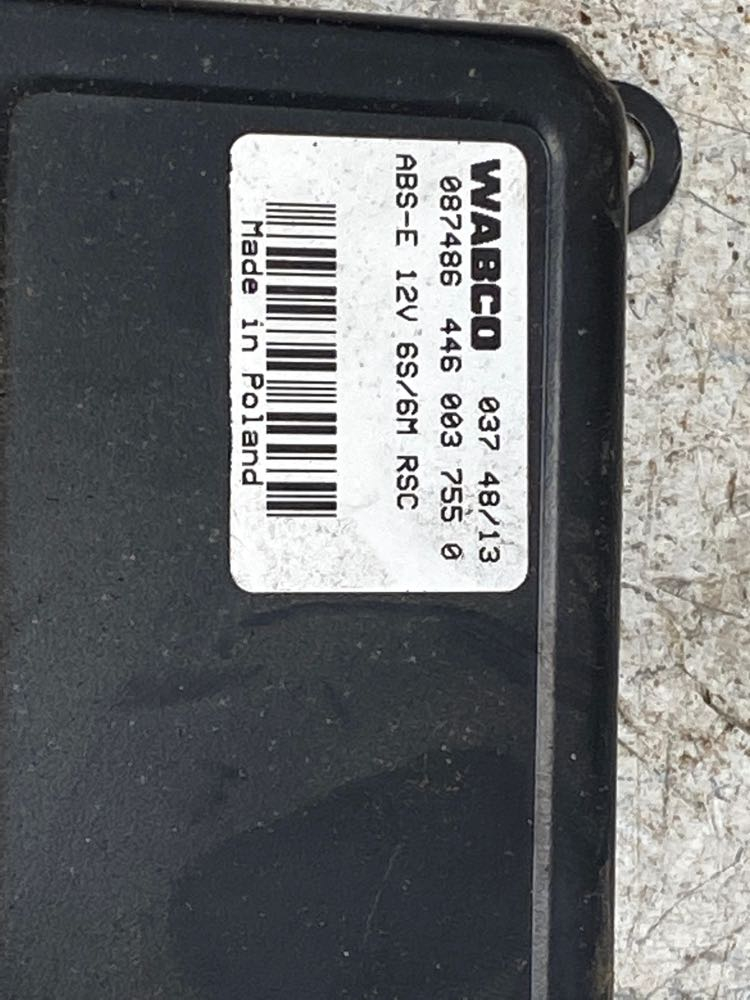 WABCO 037 48/13
087486 446 003 755 0
ABS-E 12V 6S/6M RSC
Made in Poland